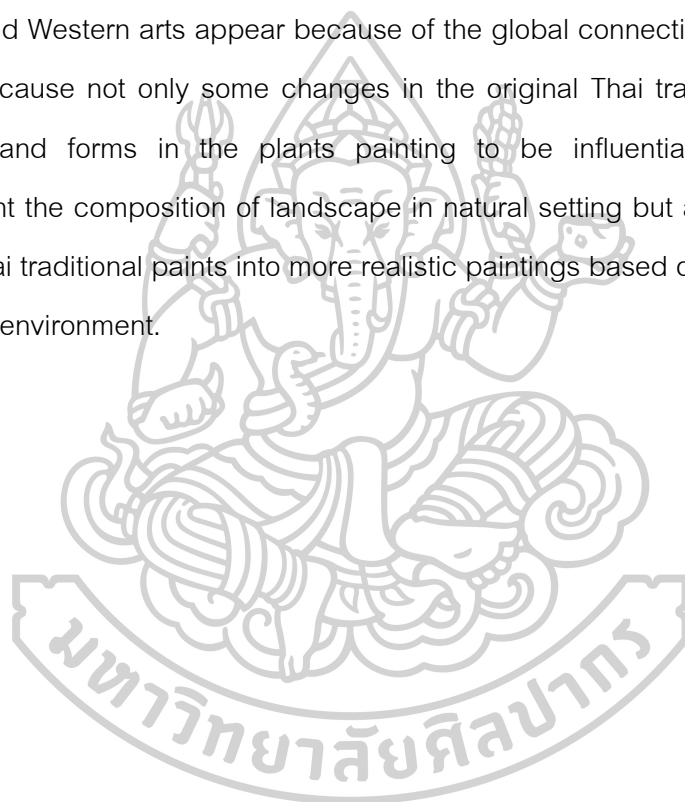 d Western arts appear because of the global connecti
cause not only some changes in the original Thai tra
and forms in the plants painting to be influentia
nt the composition of landscape in natural setting but a
ai traditional paints into more realistic paintings based o
environment.
มหาวิทยาลัยศิลปากร